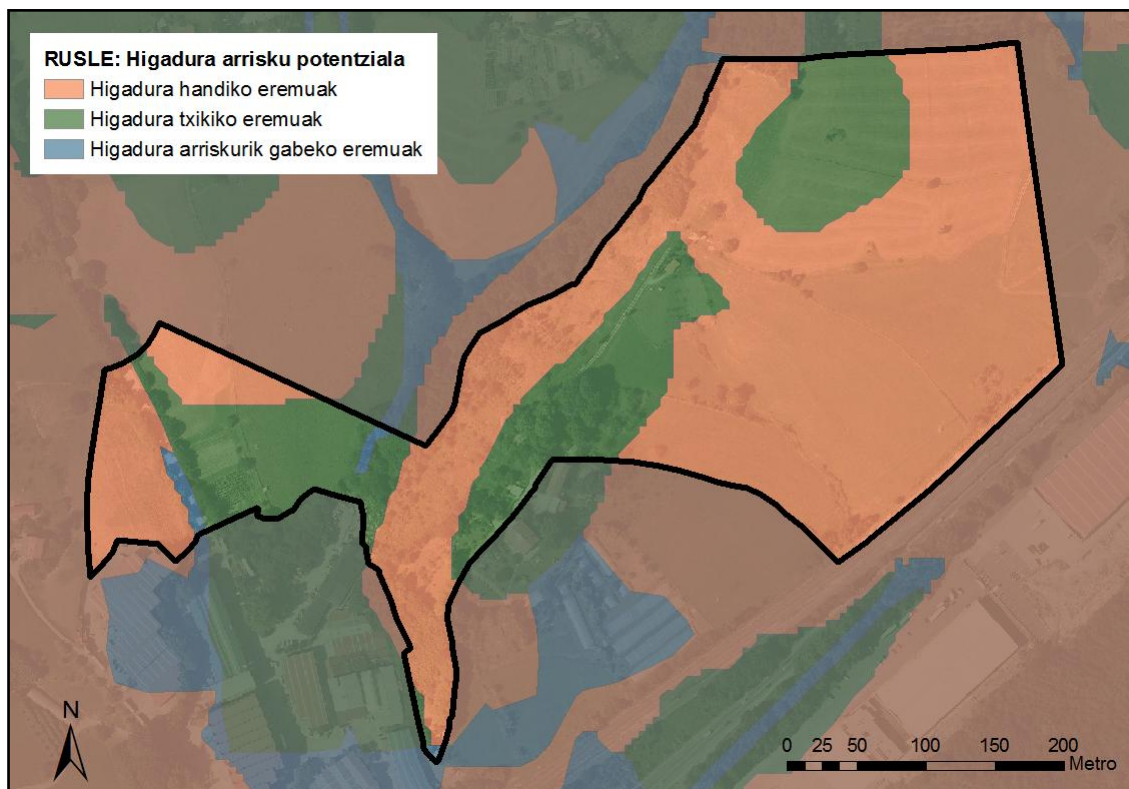 RUSLE: Higadura arrisku potentziala
Higadura handiko eremuak
Higadura txikiko eremuak
Higadura arriskurik gabeko eremuak
N
0 25 50 100 150 200
Metro